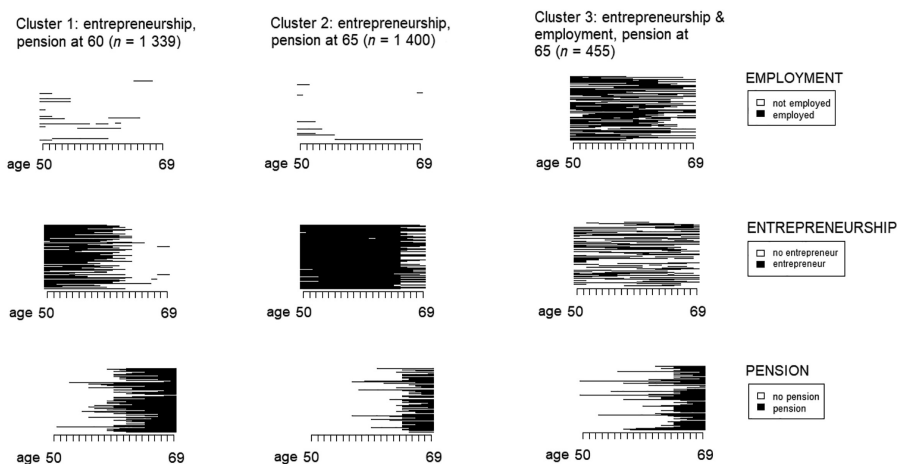 Cluster 1: entrepreneurship,
pension at 60 (n = 1 339)
Cluster 2: entrepreneurship,
pension at 65 (n = 1 400)
Cluster 3: entrepreneurship &
employment, pension at
65 (n = 455)
EMPLOYMENT
not employed
employed
age 50 69
age 50 69
age 50 69
ENTREPRENEURSHIP
no entrepreneur
entrepreneur
age 50 69
age 50 69
age 50 69
PENSION
no pension
pension
age 50 69
age 50 69
age 50 69